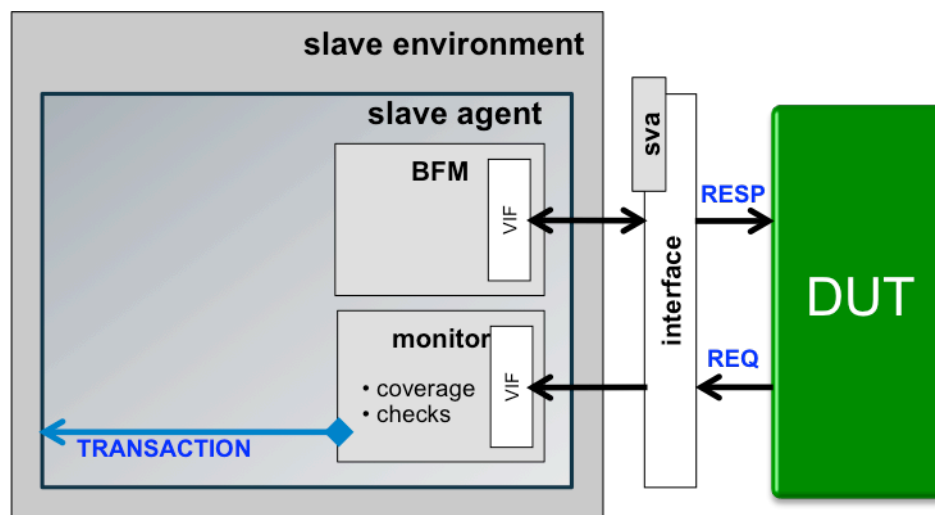 slave environment
slave agent
BFM
VIF
sva
interface
RESP
DUT
monitor
• coverage
• checks
VIF
REQ
TRANSACTION